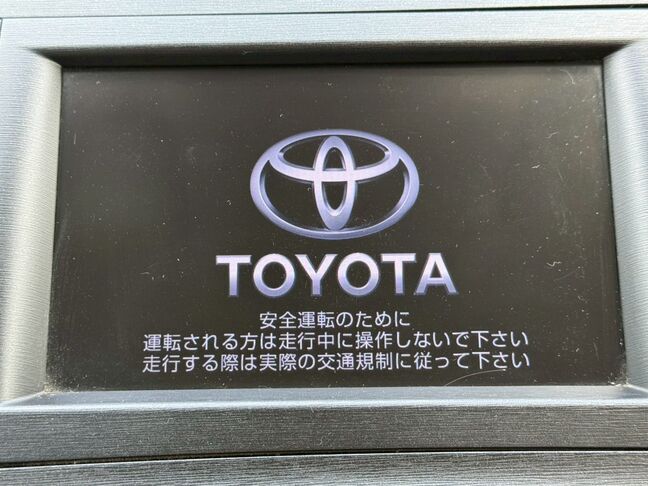 TOYOTA
安全運転のために
運転される方は走行中に操作しないで下さい
走行する際は実際の交通規制に従って下さい